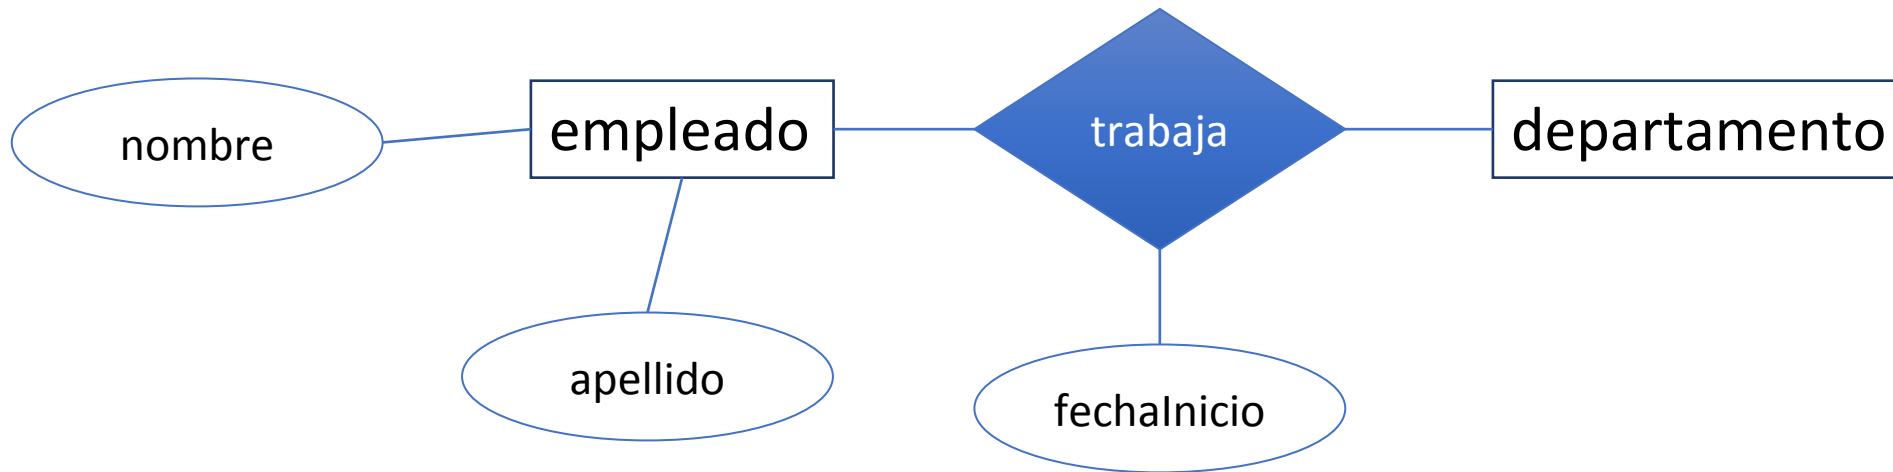 nombre
empleado
trabaja
departamento
apellido
fechaInicio